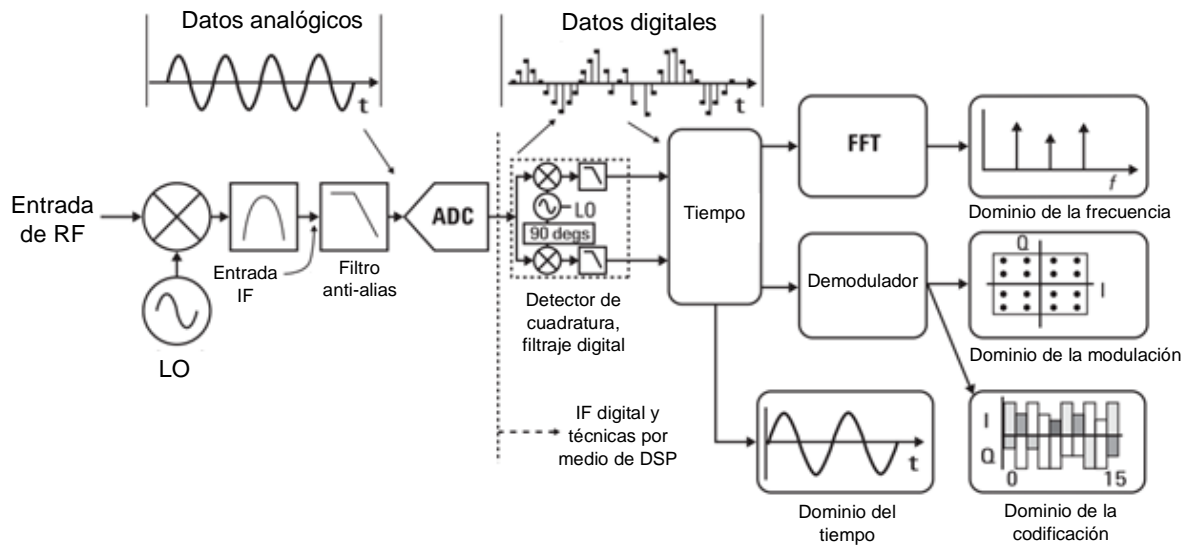 Datos analógicos
Datos digitales
t
t
Entrada
de RF
LO
Entrada
IF
Filtro
anti-alias
ADC
LO
90 degs
Detector de
cuadratura,
filtraje digital
IF digital y
técnicas por
medio de DSP
Tiempo
FFT
f
Dominio de la frecuencia
Demodulador
Q
I
Dominio de la modulación
t
Dominio del
tiempo
I
Q
0 15
Dominio de la
codificación